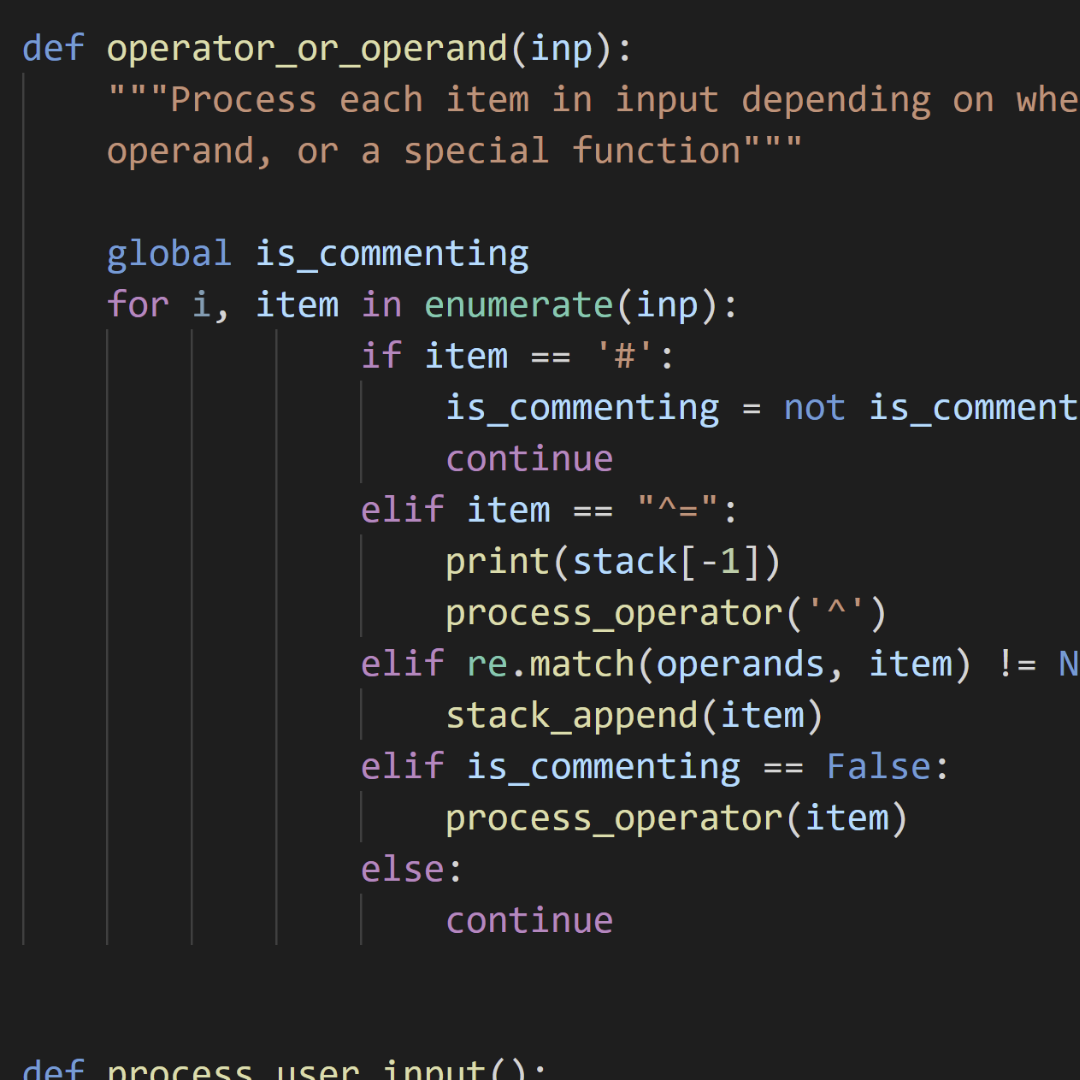 def operator_or_operand(inp):
    """Process each item in input depending on whe
    operand, or a special function"""
    global is_commenting
    for i, item in enumerate(inp):
                if item == '#':
                    is_commenting = not is_comment
                    continue
                elif item == "^=":
                    print(stack[-1])
                    process_operator('^')
                elif re.match(operands, item) != N
                    stack_append(item)
                elif is_commenting == False:
                    process_operator(item)
                else:
                    continue
def process_user_input():